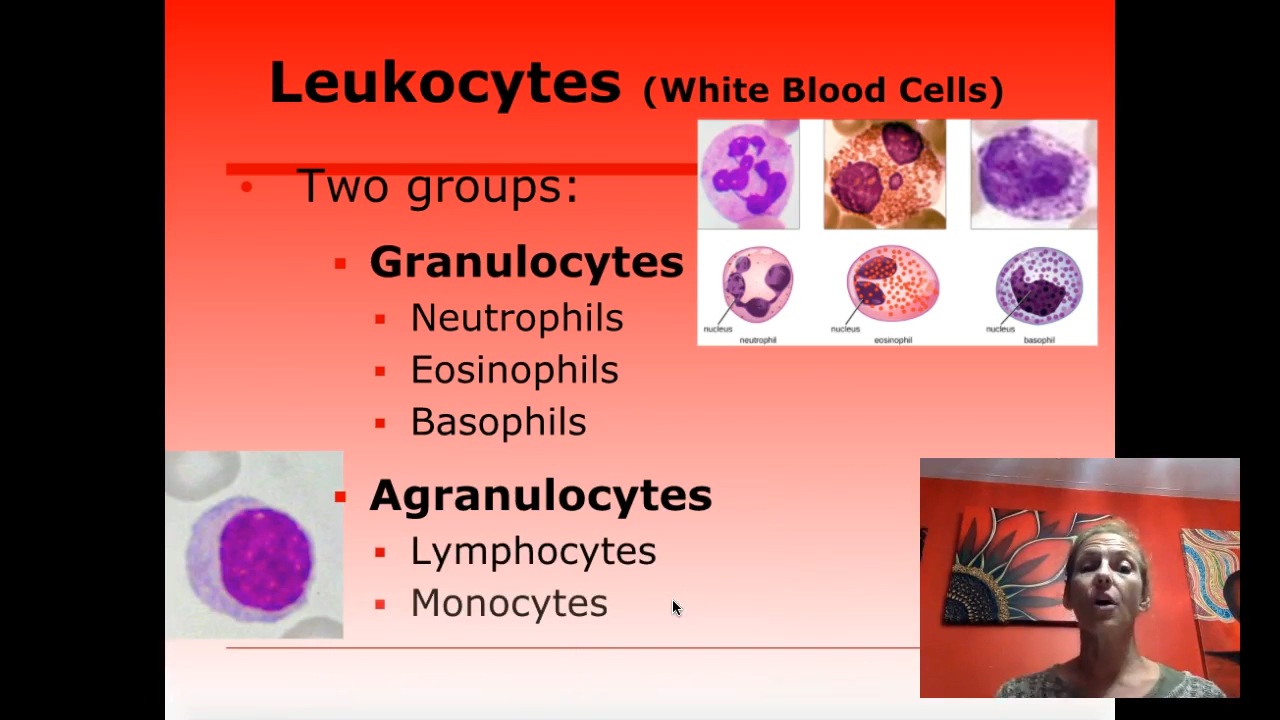 Leukocytes (White Blood Cells)
• Two groups:
▪ Granulocytes
▪ Neutrophils
▪ Eosinophils
▪ Basophils
nucleus nucleus nucleus
neutrophil eosinophil basophil
▪ Agranulocytes
▪ Lymphocytes
▪ Monocytes